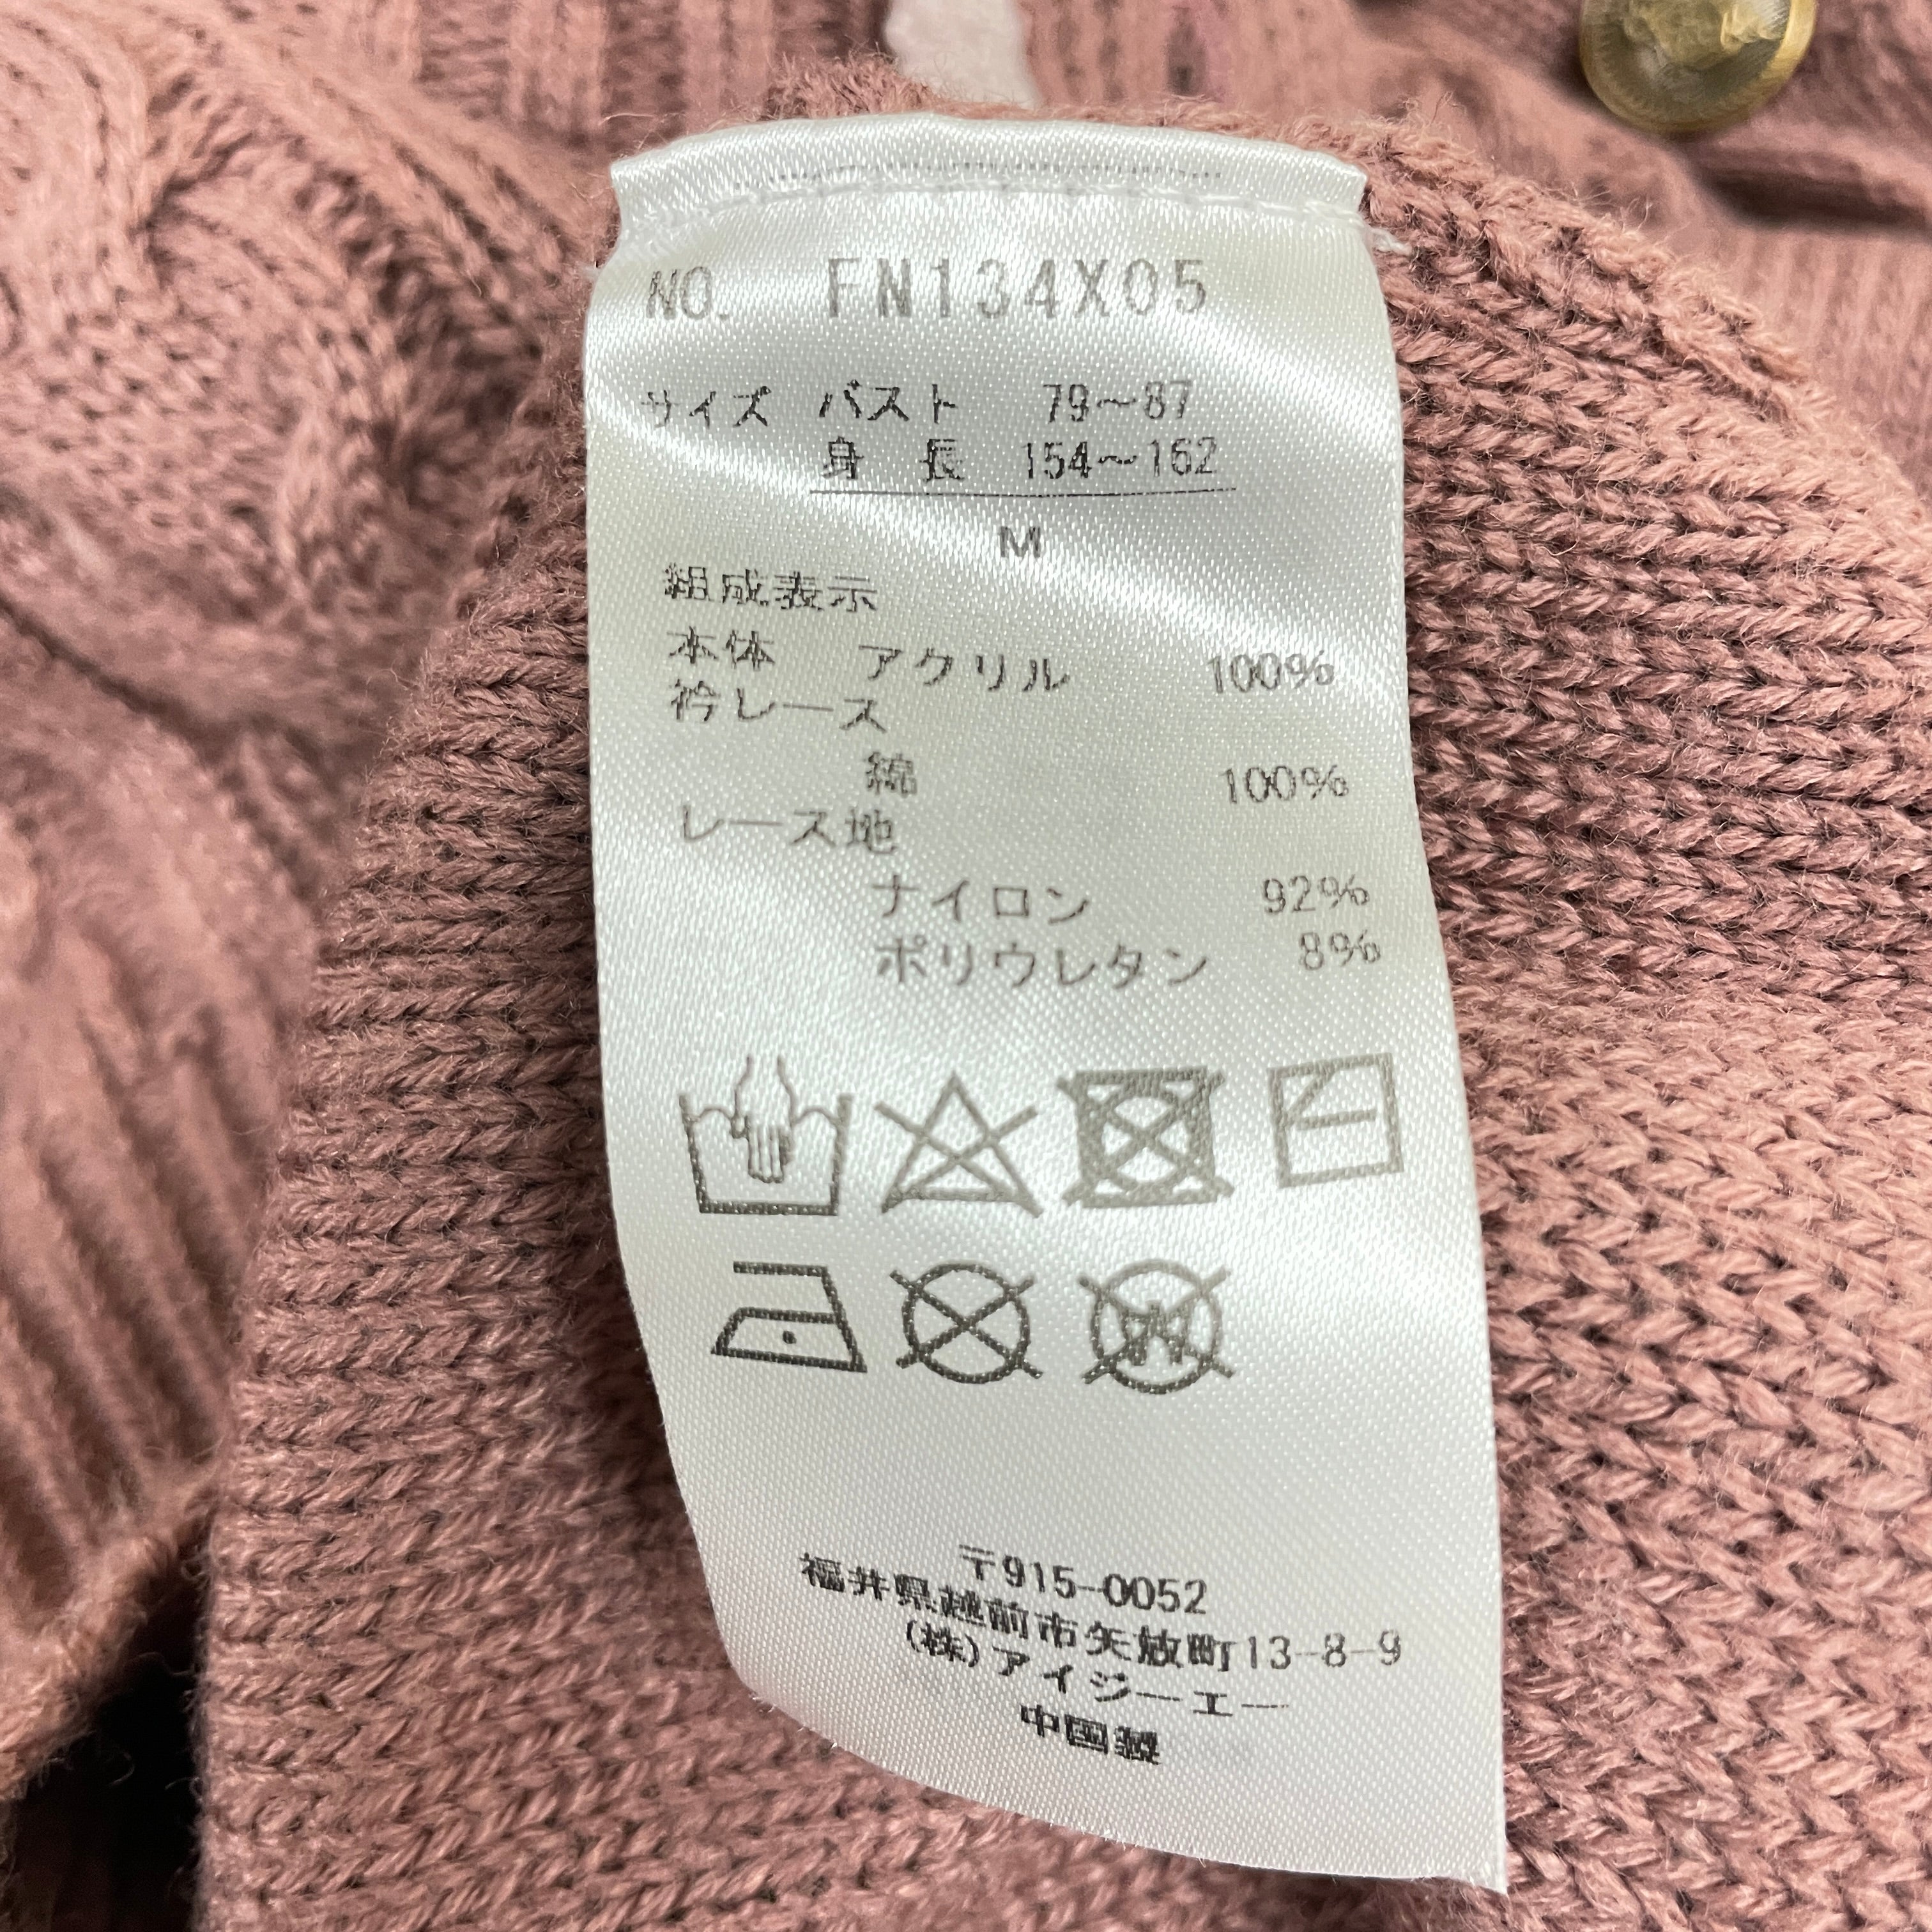 NO. FN134X05
サイズ バスト 79〜87
身 長 154〜162
M
組成表示
本体 アクリル 100%
衿レース
綿 100%
レース地
ナイロン 92%
ポリウレタン 8%
〒915-0052
福井県越前市矢放町13-8-9
(株)アイジーエー
中国製